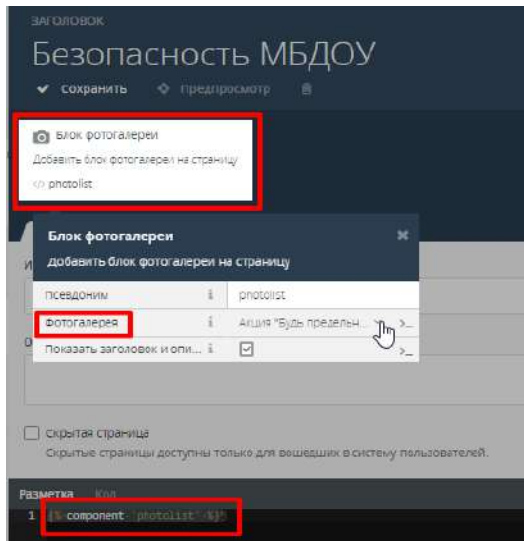 ЗАГОЛОВОК
Безопасность МБДОУ
Сохранить Предпросмотр
Блок фотогалереи
Добавить блок фотогалереи на страницу
</> photolist
Блок фотогалереи
Добавить блок фотогалереи на страницу
Псевдоним i photolist
Фотогалерея i Акция "Будь предельн... >_
Показать заголовок и опи... i >_
Скрытая страница
Скрытые страницы доступны только для вошедших в систему пользователей.
Разметка Код
1 {% component 'photolist' %}